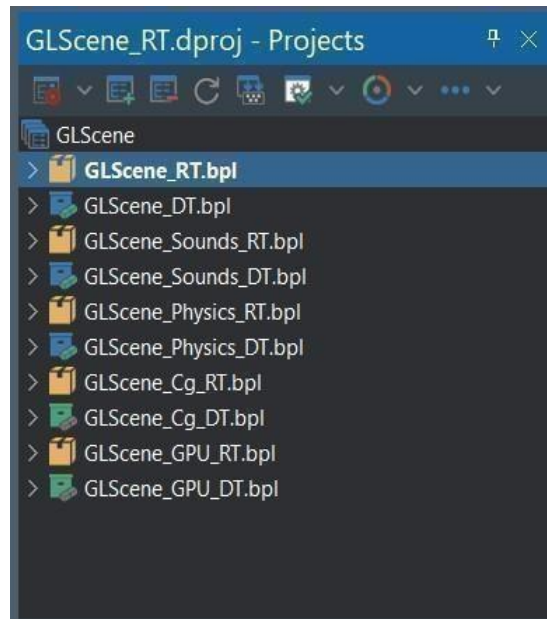 GLScene_RT.dproj - Projects
GLScene
GLScene_RT.bpl
GLScene_DT.bpl
GLScene_Sounds_RT.bpl
GLScene_Sounds_DT.bpl
GLScene_Physics_RT.bpl
GLScene_Physics_DT.bpl
GLScene_Cg_RT.bpl
GLScene_Cg_DT.bpl
GLScene_GPU_RT.bpl
GLScene_GPU_DT.bpl